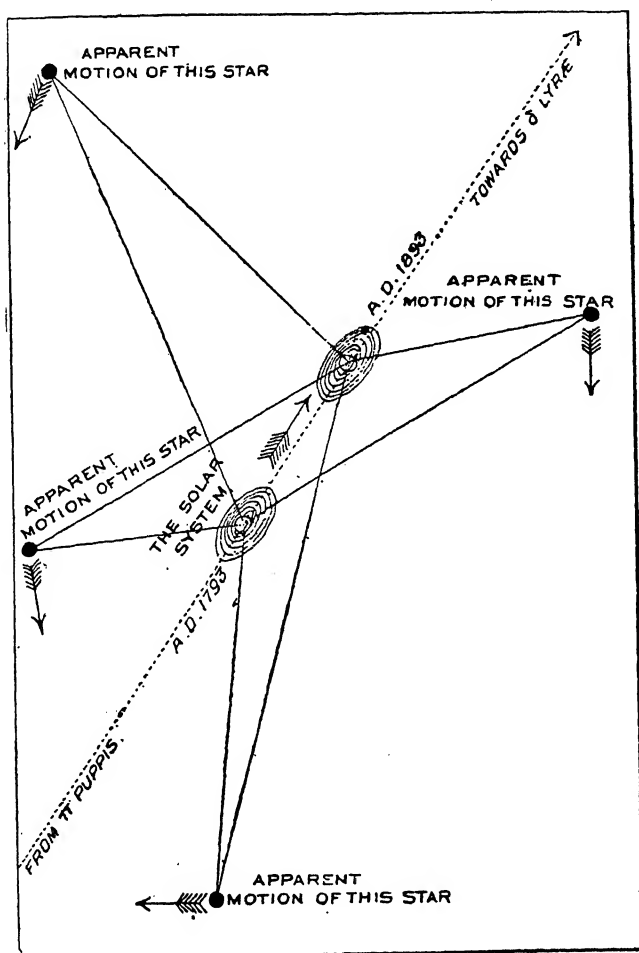 APPARENT
MOTION OF THIS STAR
TOWARDS δ LYRÆ
A.D. 1893
APPARENT
MOTION OF THIS STAR
APPARENT
MOTION OF THIS STAR
THE SOLAR
SYSTEM
A.D. 1793
FROM π PUPPIS
APPARENT
MOTION OF THIS STAR